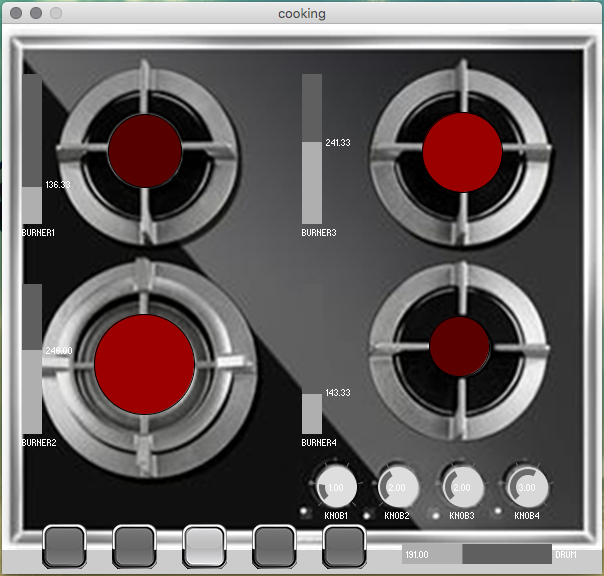 cooking
136.33
BURNER1
241.33
BURNER3
246.00
BURNER2
143.33
BURNER4
1.00
KNOB1
2.00
KNOB2
2.00
KNOB3
3.00
KNOB4
191.00
DRUM